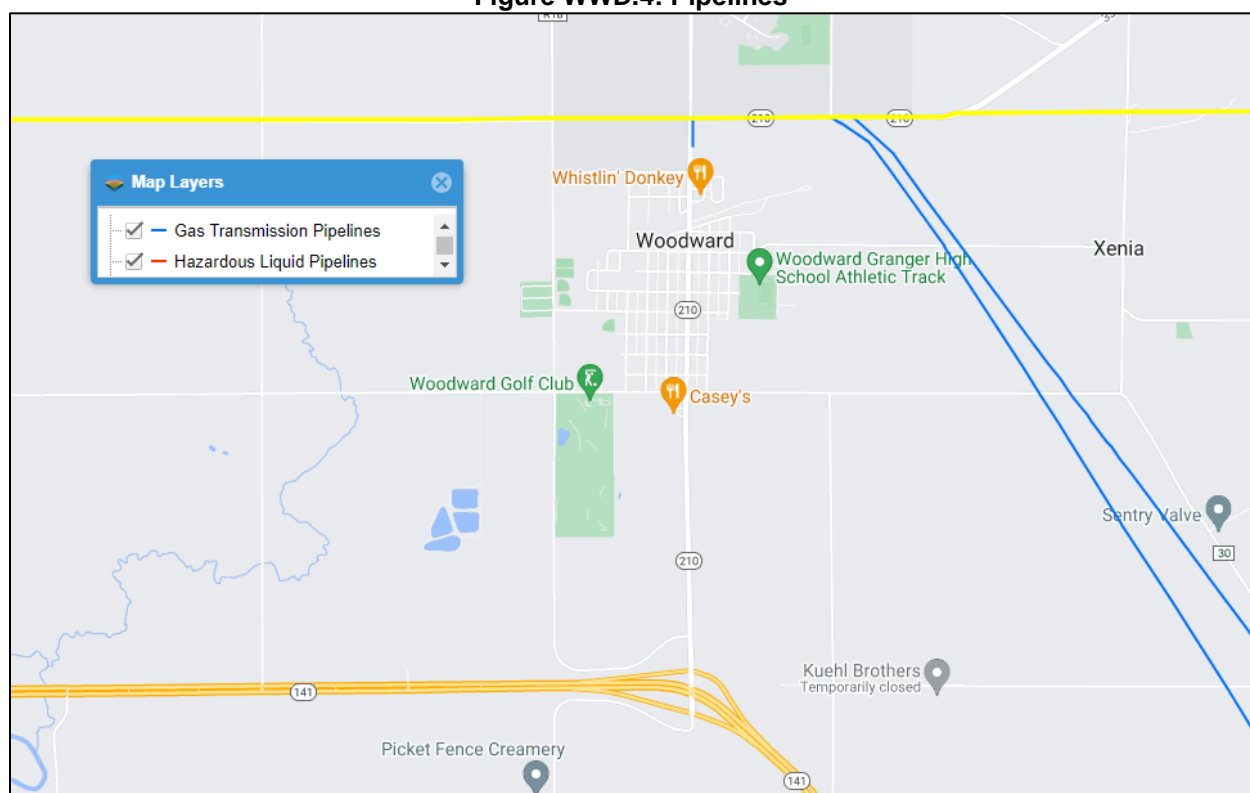 Figure WWD.4. Pipelines
R18
210
210
Map Layers
Whistlin' Donkey
Gas Transmission Pipelines
Hazardous Liquid Pipelines
Woodward
Xenia
Woodward Granger High
School Athletic Track
210
Woodward Golf Club
Casey's
Sentry Valve
30
210
Kuehl Brothers
Temporarily closed
141
Picket Fence Creamery
141